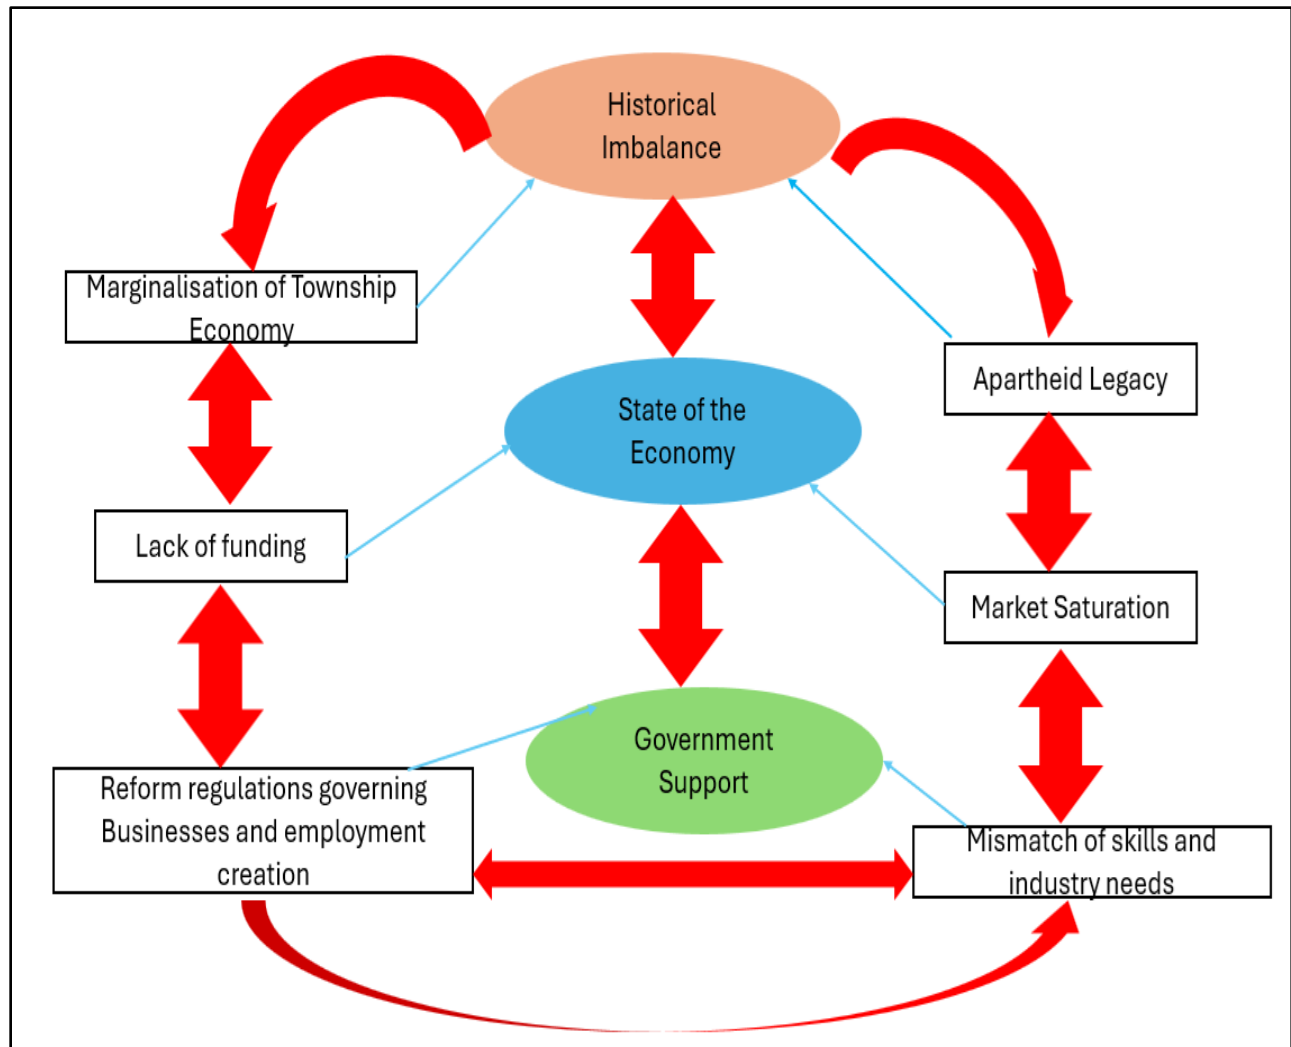 Historical
Imbalance
Marginalisation of Township
Economy
Apartheid Legacy
State of the
Economy
Lack of funding
Market Saturation
Government
Support
Reform regulations governing
Businesses and employment
creation
Mismatch of skills and
industry needs